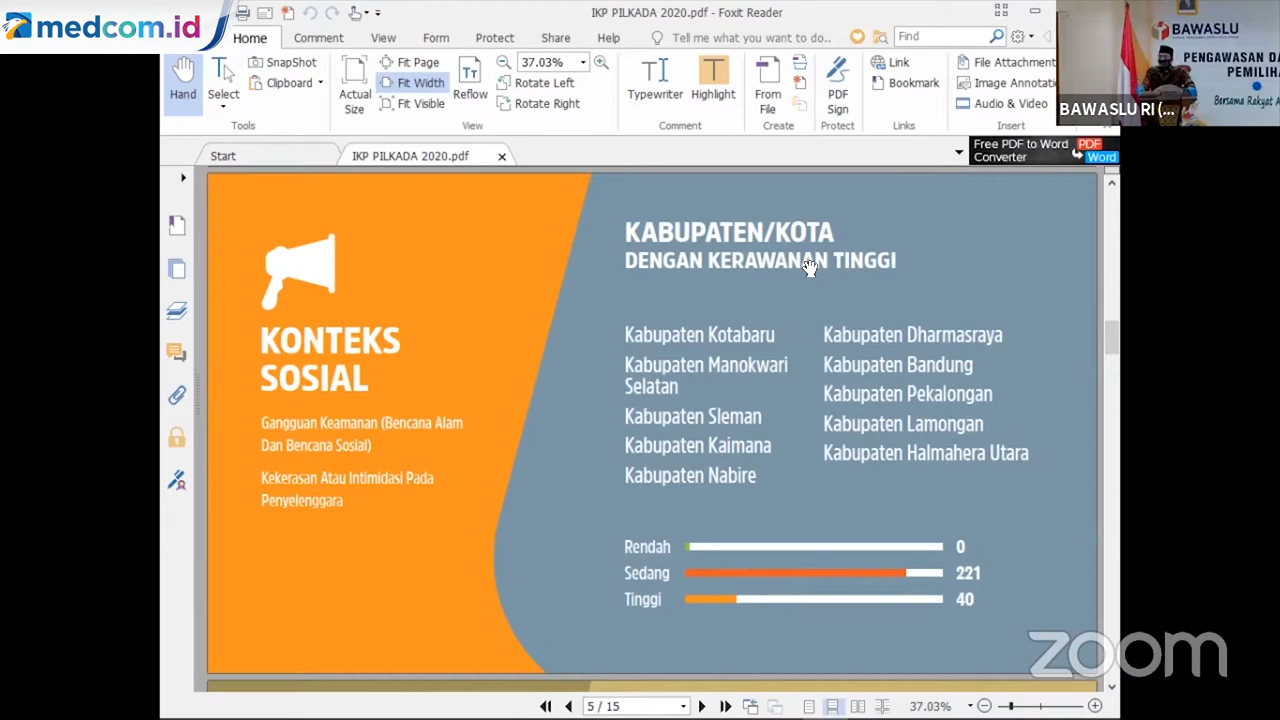 medcom.id
IKP PILKADA 2020.pdf - Foxit Reader
Home Comment View Form Protect Share Help Tell me what you want to do.. Find
Hand
Select
SnapShot
Clipboard
Tools
Actual
Size
Fit Page
Fit Width
Fit Visible
Reflow
37.03%
Rotate Left
Rotate Right
View
Typewriter
Highlight
Comment
From
File
Create
PDF
Sign
Protect
Link
Bookmark
Links
File Attachment
Image Annotat
Audio & Video
Insert
BAWASLU
PENGAWASAN DA
PEMILIHA
Bersama Rakyat A
BAWASLU RI (...
Start
IKP PILKADA 2020.pdf
Free PDF to Word
Converter
PDF
Word
KONTEKS
SOSIAL
Gangguan Keamanan (Bencana Alam
Dan Bencana Sosial)
Kekerasan Atau Intimidasi Pada
Penyelenggara
KABUPATEN/KOTA
DENGAN KERAWANAN TINGGI
Kabupaten Kotabaru
Kabupaten Manokwari
Selatan
Kabupaten Sleman
Kabupaten Kaimana
Kabupaten Nabire
Kabupaten Dharmasraya
Kabupaten Bandung
Kabupaten Pekalongan
Kabupaten Lamongan
Kabupaten Halmahera Utara
Rendah 0
Sedang 221
Tinggi 40
zoom
5 / 15
37.03%